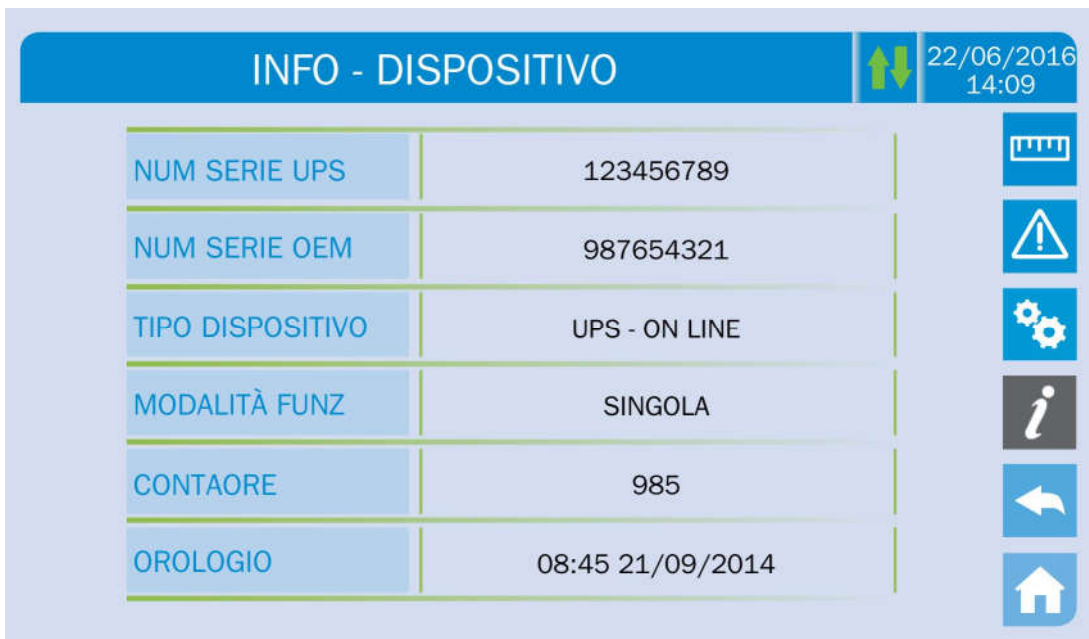 INFO - DISPOSITIVO
22/06/2016
14:09
NUM SERIE UPS 123456789
NUM SERIE OEM 987654321
TIPO DISPOSITIVO UPS - ON LINE
MODALITÀ FUNZ SINGOLA
CONTAORE 985
OROLOGIO 08:45 21/09/2014